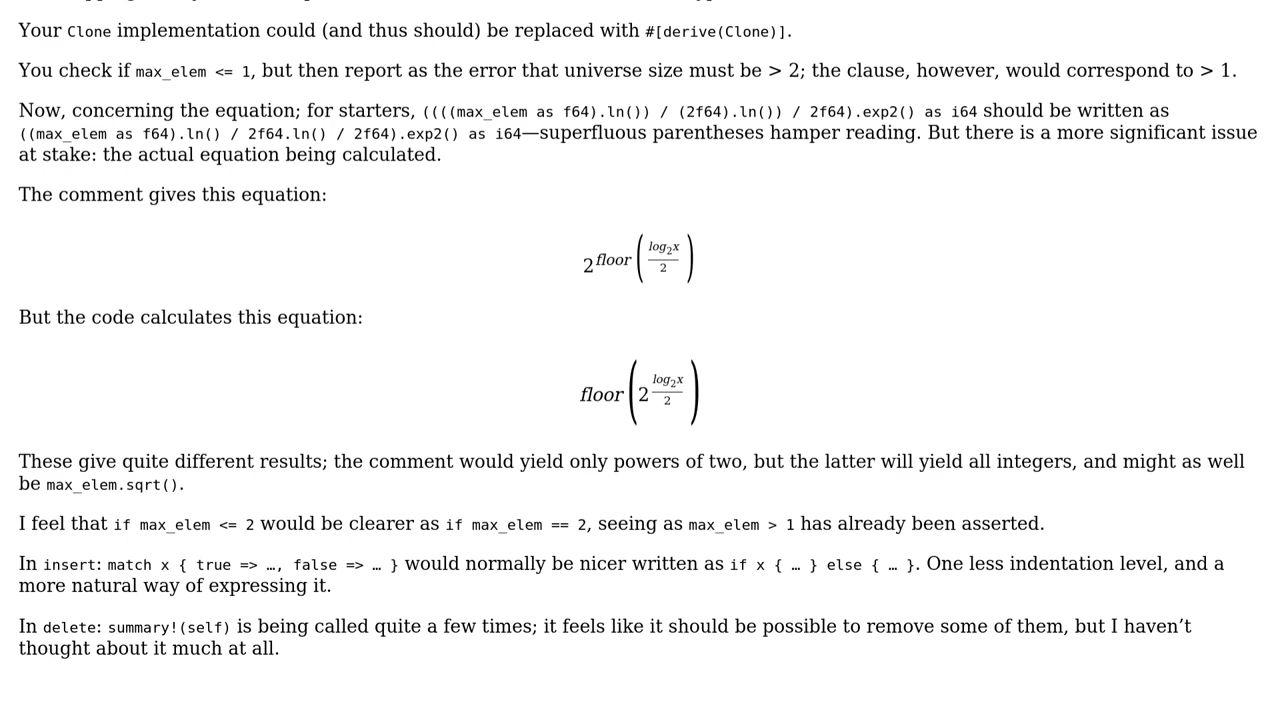 Your Clone implementation could (and thus should) be replaced with #[derive(Clone)].
You check if max_elem <= 1, but then report as the error that universe size must be > 2; the clause, however, would correspond to > 1.
Now, concerning the equation; for starters, ((((max_elem as f64).ln()) / (2f64).ln()) / 2f64).exp2() as i64 should be written as
((max_elem as f64).ln() / 2f64.ln() / 2f64).exp2() as i64—superfluous parentheses hamper reading. But there is a more significant issue
at stake: the actual equation being calculated.
The comment gives this equation:
2^floor(log₂x / 2)
But the code calculates this equation:
floor(2^(log₂x / 2))
These give quite different results; the comment would yield only powers of two, but the latter will yield all integers, and might as well
be max_elem.sqrt().
I feel that if max_elem <= 2 would be clearer as if max_elem == 2, seeing as max_elem > 1 has already been asserted.
In insert: match x { true => …, false => … } would normally be nicer written as if x { … } else { … }. One less indentation level, and a
more natural way of expressing it.
In delete: summary!(self) is being called quite a few times; it feels like it should be possible to remove some of them, but I haven’t
thought about it much at all.